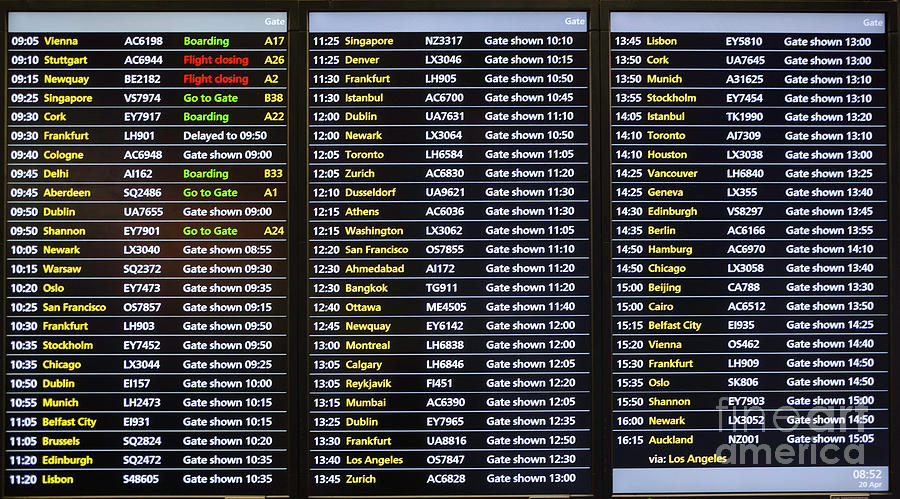 Gate
09:05 Vienna AC6198 Boarding A17
09:10 Stuttgart AC6944 Flight closing A26
09:15 Newquay BE2182 Flight closing A2
09:25 Singapore VS7974 Go to Gate B38
09:30 Cork EY7917 Boarding A22
09:30 Frankfurt LH901 Delayed to 09:50
09:40 Cologne AC6948 Gate shown 09:00
09:45 Delhi AI162 Boarding B33
09:45 Aberdeen SQ2486 Go to Gate A1
09:50 Dublin UA7655 Gate shown 09:00
09:50 Shannon EY7901 Go to Gate A24
10:05 Newark LX3040 Gate shown 08:55
10:15 Warsaw SQ2372 Gate shown 09:30
10:20 Oslo EY7473 Gate shown 09:35
10:25 San Francisco OS7857 Gate shown 09:15
10:30 Frankfurt LH903 Gate shown 09:50
10:35 Stockholm EY7452 Gate shown 09:50
10:35 Chicago LX3044 Gate shown 09:25
10:50 Dublin EI157 Gate shown 10:00
10:55 Munich LH2473 Gate shown 10:15
11:05 Belfast City EI931 Gate shown 10:15
11:05 Brussels SQ2824 Gate shown 10:20
11:20 Edinburgh SQ2472 Gate shown 10:35
11:20 Lisbon S48605 Gate shown 10:35
Gate
11:25 Singapore NZ3317 Gate shown 10:10
11:25 Denver LX3046 Gate shown 10:15
11:30 Frankfurt LH905 Gate shown 10:50
11:30 Istanbul AC6700 Gate shown 10:45
12:00 Dublin UA7631 Gate shown 11:10
12:00 Newark LX3064 Gate shown 10:50
12:05 Toronto LH6584 Gate shown 11:05
12:05 Zurich AC6830 Gate shown 11:20
12:10 Dusseldorf UA9621 Gate shown 11:30
12:15 Athens AC6036 Gate shown 11:30
12:15 Washington LX3062 Gate shown 11:05
12:20 San Francisco OS7855 Gate shown 11:10
12:30 Ahmedabad AI172 Gate shown 11:20
12:30 Bangkok TG911 Gate shown 11:20
12:40 Ottawa ME4505 Gate shown 11:40
12:45 Newquay EY6142 Gate shown 12:00
13:00 Montreal LH6838 Gate shown 12:00
13:05 Calgary LH6846 Gate shown 12:05
13:05 Reykjavik FI451 Gate shown 12:20
13:15 Mumbai AC6390 Gate shown 12:05
13:25 Dublin EY7965 Gate shown 12:35
13:30 Frankfurt UA8816 Gate shown 12:50
13:40 Los Angeles OS7847 Gate shown 12:30
13:45 Zurich AC6828 Gate shown 13:00
Gate
13:45 Lisbon EY5810 Gate shown 13:00
13:50 Cork UA7645 Gate shown 13:00
13:50 Munich A31625 Gate shown 13:10
13:55 Stockholm EY7454 Gate shown 13:10
14:05 Istanbul TK1990 Gate shown 13:20
14:10 Toronto AI7309 Gate shown 13:10
14:10 Houston LX3038 Gate shown 13:00
14:25 Vancouver LH6840 Gate shown 13:25
14:25 Geneva LX355 Gate shown 13:40
14:30 Edinburgh VS8297 Gate shown 13:45
14:35 Berlin AC6166 Gate shown 13:55
14:50 Hamburg AC6970 Gate shown 14:10
14:50 Chicago LX3058 Gate shown 13:40
15:00 Beijing CA788 Gate shown 13:30
15:00 Cairo AC6512 Gate shown 13:50
15:15 Belfast City EI935 Gate shown 14:25
15:20 Vienna OS462 Gate shown 14:40
15:30 Frankfurt LH909 Gate shown 14:50
15:35 Oslo SK806 Gate shown 14:50
15:50 Shannon EY7903 Gate shown 15:00
16:00 Newark LX3052 Gate shown 14:50
16:15 Auckland NZ001 Gate shown 15:05
via: Los Angeles
08:52
20 Apr
fine art
america